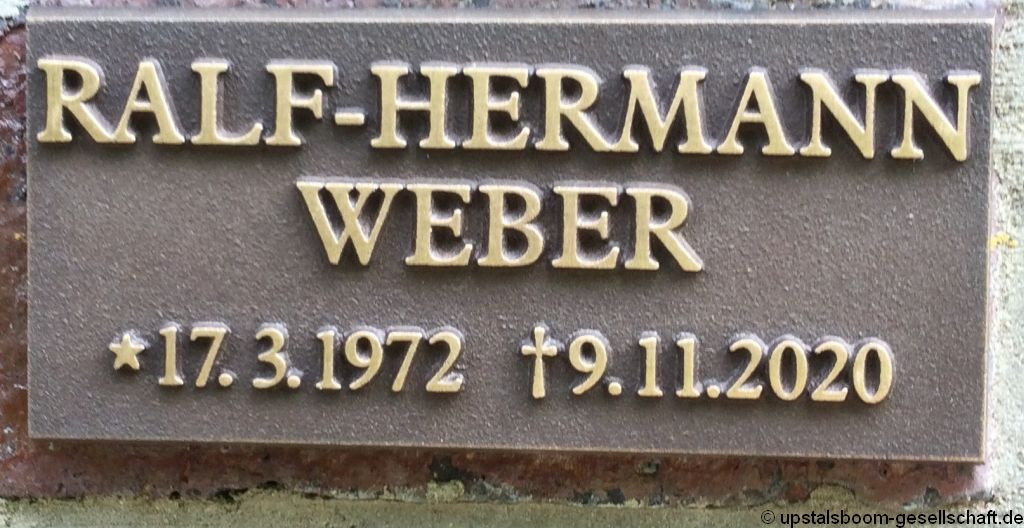 RALF-HERMANN
WEBER
★17.3.1972 ✝9.11.2020
© upstalsboom-gesellschaft.de